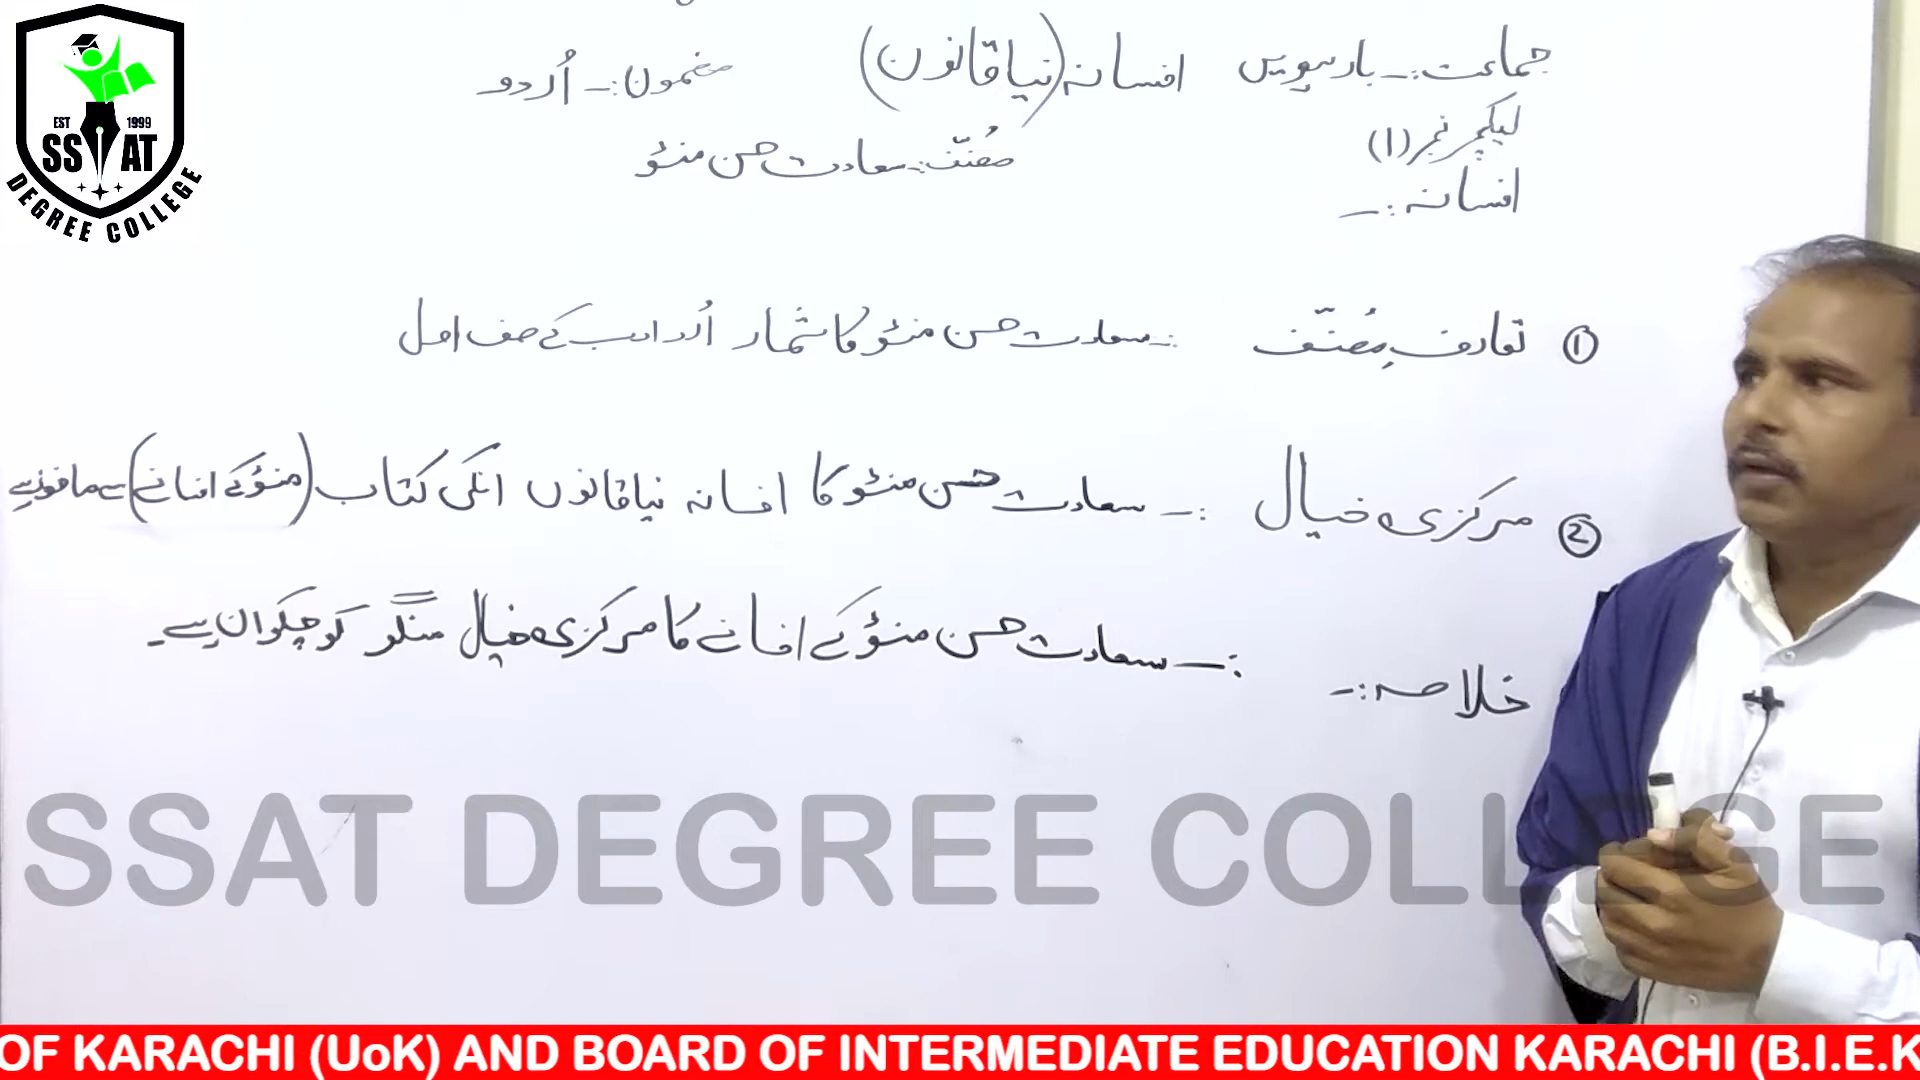 جماعت:۔ بارہویں افسانہ (نیا قانون) مضمون:۔ اُردو
لیکچر نمبر (1)
مصُنّف:۔ سعادت حسن منٹو
افسانہ:۔
① تعارفِ مصُنّف :۔ سعادت حسن منٹو کا شمار اُردو ادب کے صف اول
② مرکزی خیال :۔ سعادت حسن منٹو کا افسانہ نیا قانون انکی کتاب (منٹو کے افسانے) سے ماخوذ ہے
خلاصہ:۔ :۔ سعادت حسن منٹو کے افسانے کا مرکزی خیال منگو کوچوان ہے۔
EST 1999
SSAT
DEGREE COLLEGE
SSAT DEGREE COLLEGE
OF KARACHI (UoK) AND BOARD OF INTERMEDIATE EDUCATION KARACHI (B.I.E.K